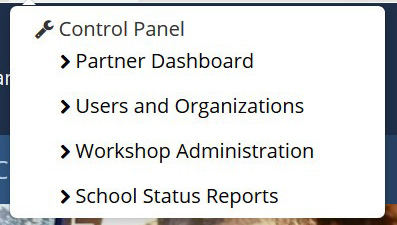 Control Panel
Partner Dashboard
Users and Organizations
Workshop Administration
School Status Reports